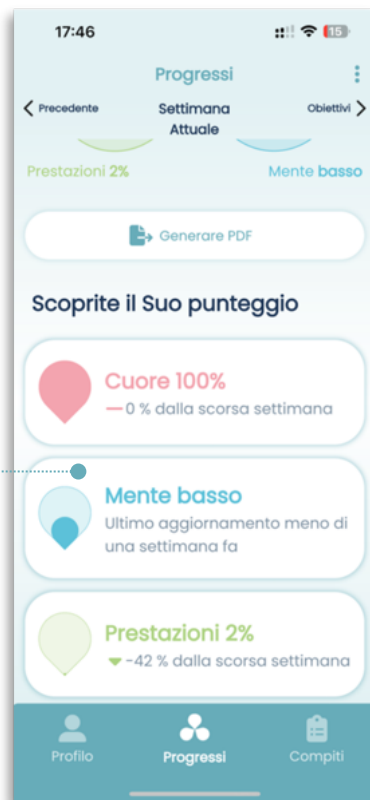 17:46
15
Progressi
Precedente
Settimana
Attuale
Obiettivi
Prestazioni 2%
Mente basso
Generare PDF
Scoprite il Suo punteggio
Cuore 100%
0 % dalla scorsa settimana
Mente basso
Ultimo aggiornamento meno di
una settimana fa
Prestazioni 2%
-42 % dalla scorsa settimana
Profilo
Progressi
Compiti